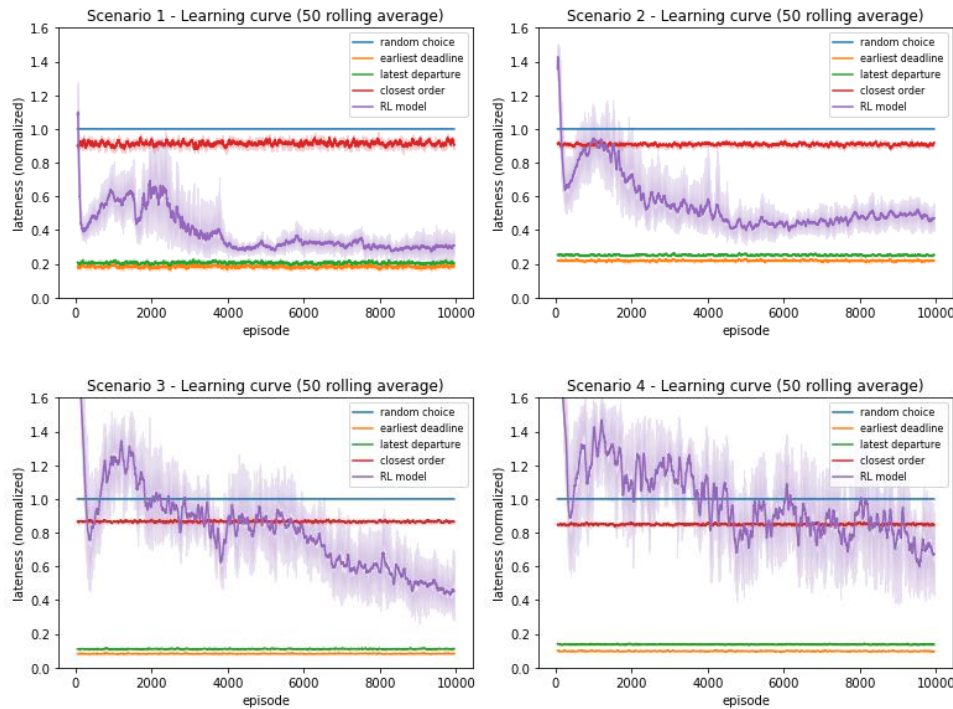 Scenario 1 - Learning curve (50 rolling average)
1.6
1.4
1.2
1.0
0.8
0.6
0.4
0.2
0.0
lateness (normalized)
random choice
earliest deadline
latest departure
closest order
RL model
0
2000
4000
6000
8000
10000
episode
Scenario 2 - Learning curve (50 rolling average)
1.6
1.4
1.2
1.0
0.8
0.6
0.4
0.2
0.0
lateness (normalized)
random choice
earliest deadline
latest departure
closest order
RL model
0
2000
4000
6000
8000
10000
episode
Scenario 3 - Learning curve (50 rolling average)
1.6
1.4
1.2
1.0
0.8
0.6
0.4
0.2
0.0
lateness (normalized)
random choice
earliest deadline
latest departure
closest order
RL model
0
2000
4000
6000
8000
10000
episode
Scenario 4 - Learning curve (50 rolling average)
1.6
1.4
1.2
1.0
0.8
0.6
0.4
0.2
0.0
lateness (normalized)
random choice
earliest deadline
latest departure
closest order
RL model
0
2000
4000
6000
8000
10000
episode